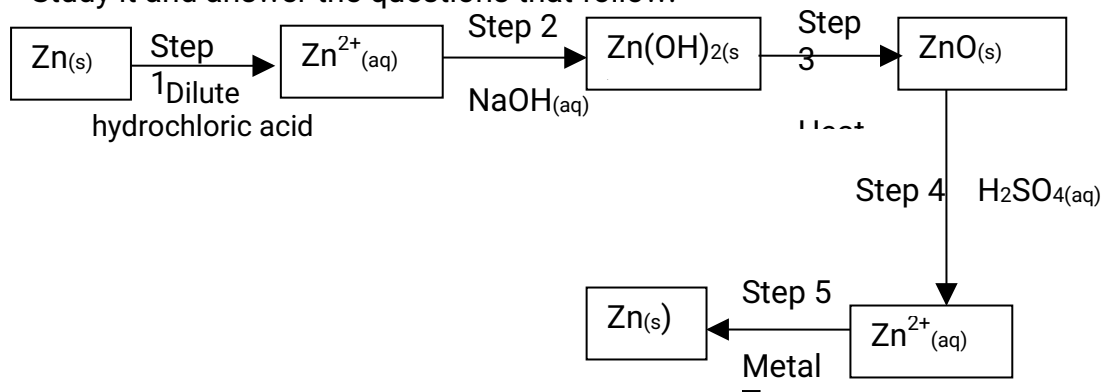 Study it and answer the questions that follow.
Zn(s)
Step
1
Dilute
hydrochloric acid
Zn2+(aq)
Step 2
NaOH(aq)
Zn(OH)2(s
Step
3
ZnO(s)
Step 4
H2SO4(aq)
Zn2+(aq)
Step 5
Metal
Zn(s)